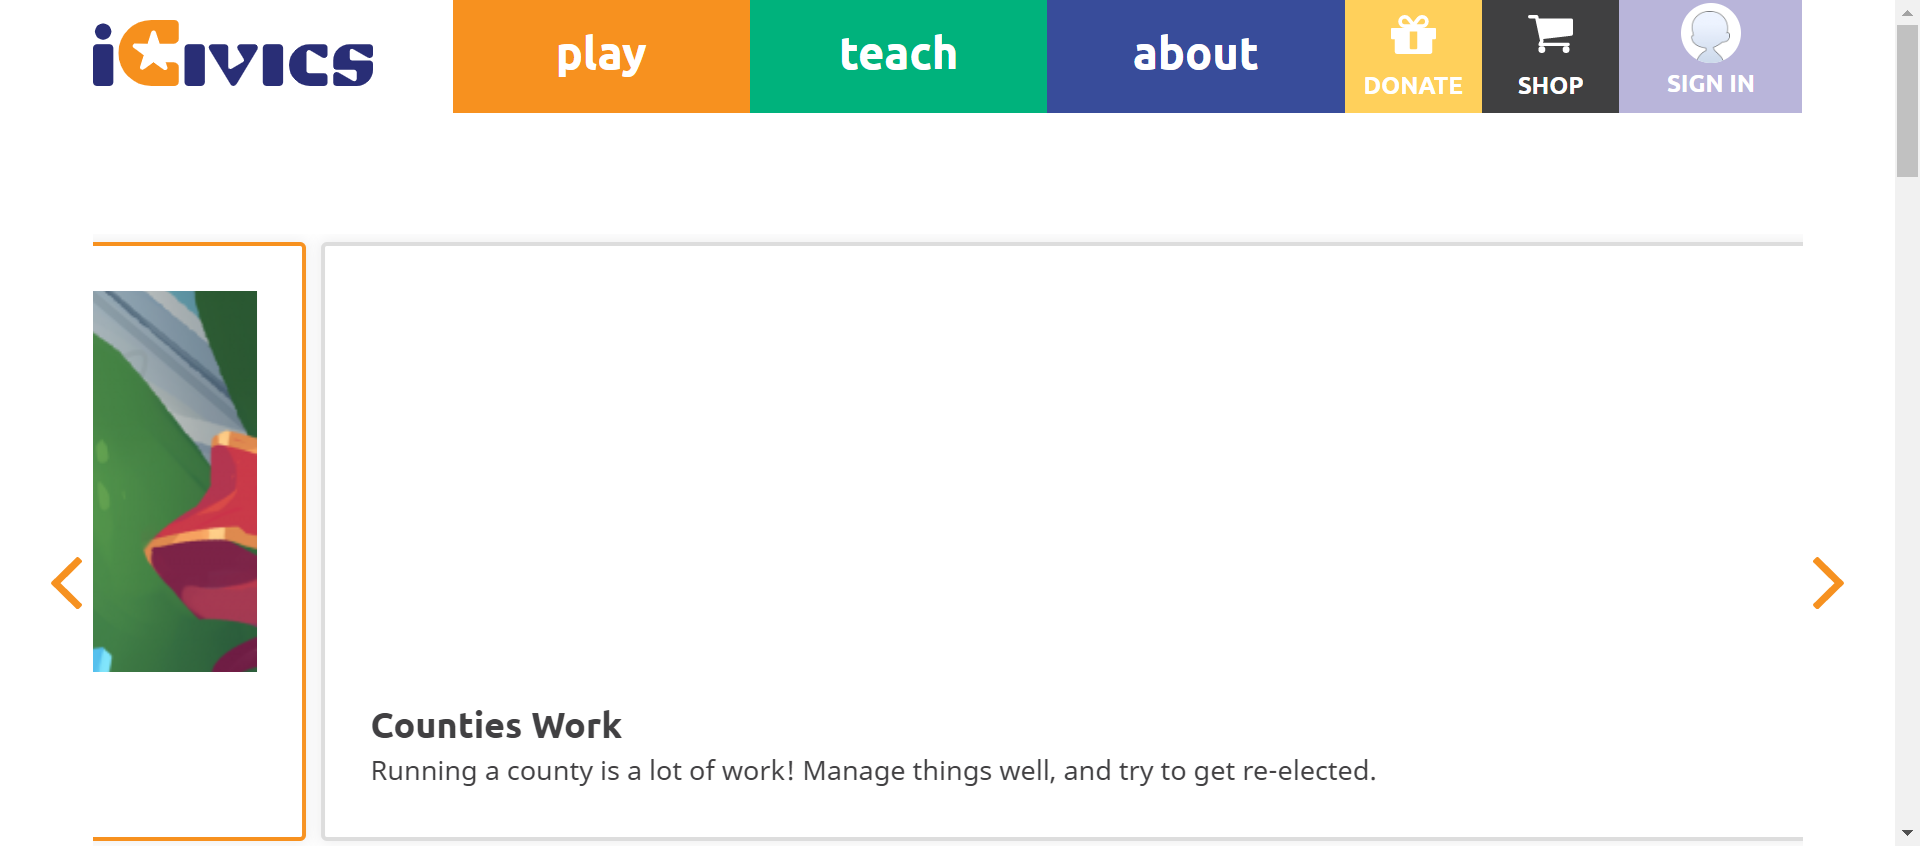 iCivics
play
teach
about
DONATE
SHOP
SIGN IN
Counties Work
Running a county is a lot of work! Manage things well, and try to get re-elected.